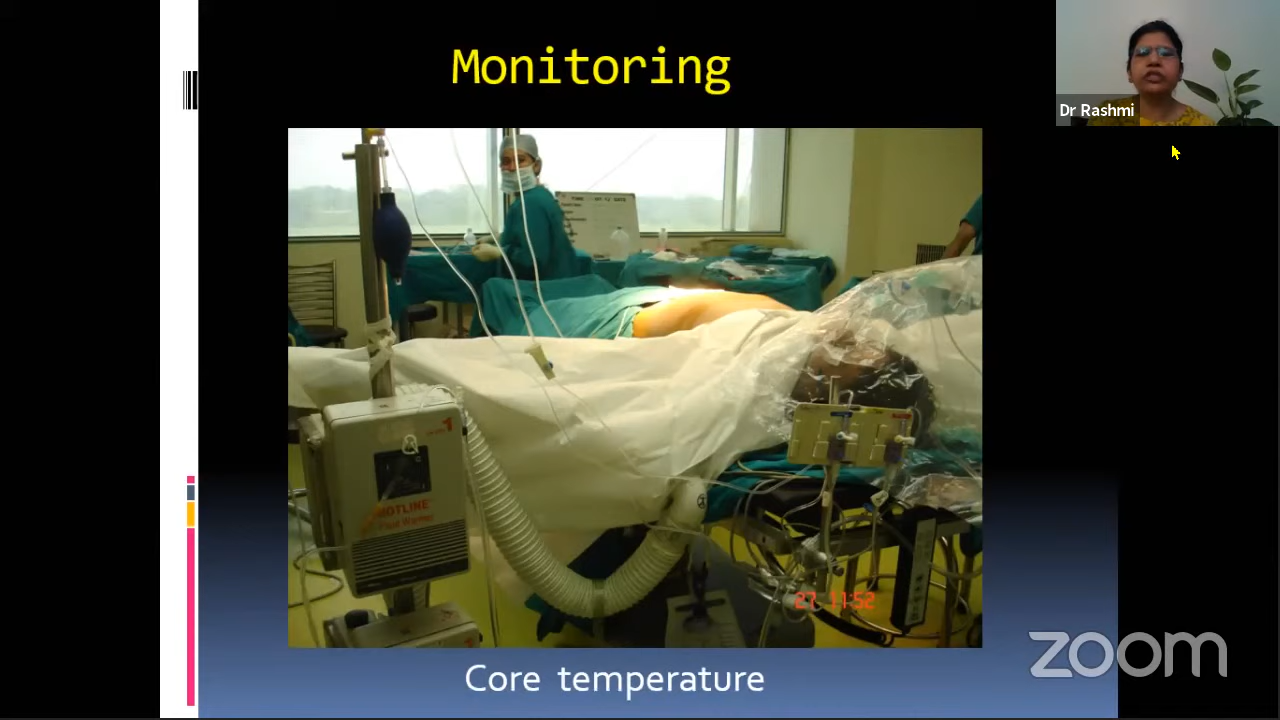 Monitoring
Dr Rashmi
HOTLINE
Fluid Warmer
27 11:52
Core temperature
zoom